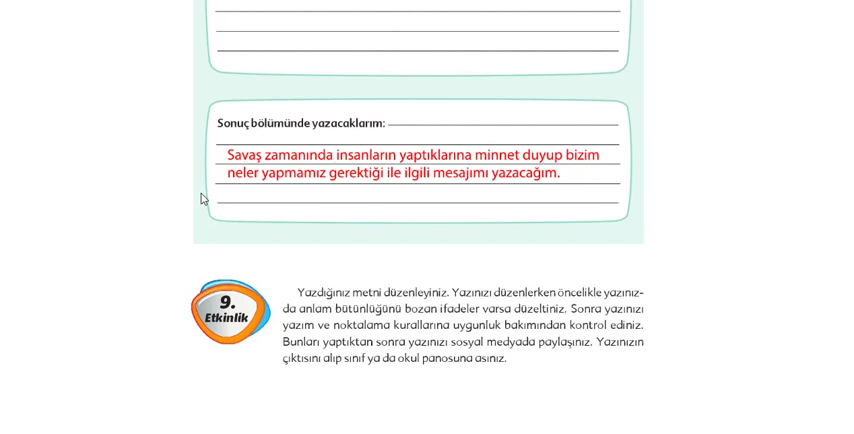 Sonuç bölümünde yazacaklarım:
Savaş zamanında insanların yaptıklarına minnet duyup bizim
neler yapmamız gerektiği ile ilgili mesajımı yazacağım.
9.
Etkinlik
Yazdığınız metni düzenleyiniz. Yazınızı düzenlerken öncelikle yazınız-
da anlam bütünlüğünü bozan ifadeler varsa düzeltiniz. Sonra yazınızı
yazım ve noktalama kurallarına uygunluk bakımından kontrol ediniz.
Bunları yaptıktan sonra yazınızı sosyal medyada paylaşınız. Yazınızın
çıktısını alıp sınıf ya da okul panosuna asınız.